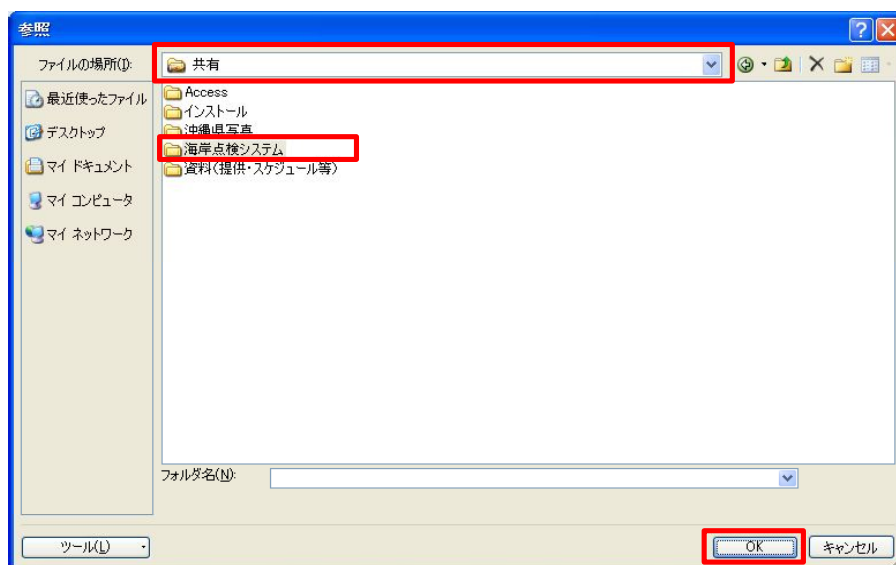 参照
ファイルの場所(I):
共有
最近使ったファイル
デスクトップ
マイ ドキュメント
マイ コンピュータ
マイ ネットワーク
Access
インストール
沖縄県写真
海岸点検システム
資料(提供・スケジュール等)
フォルダ名(N):
ツール(L)
OK
キャンセル